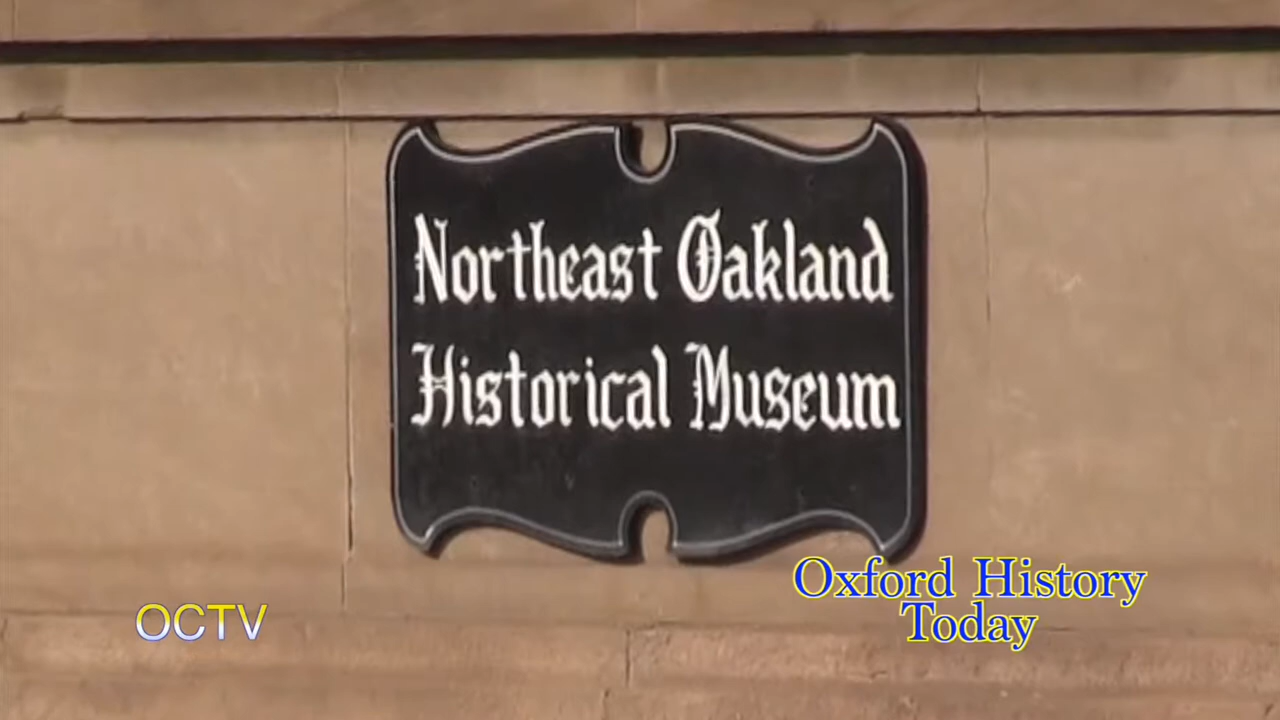 Northeast Oakland
Historical Museum
OCTV
Oxford History
Today